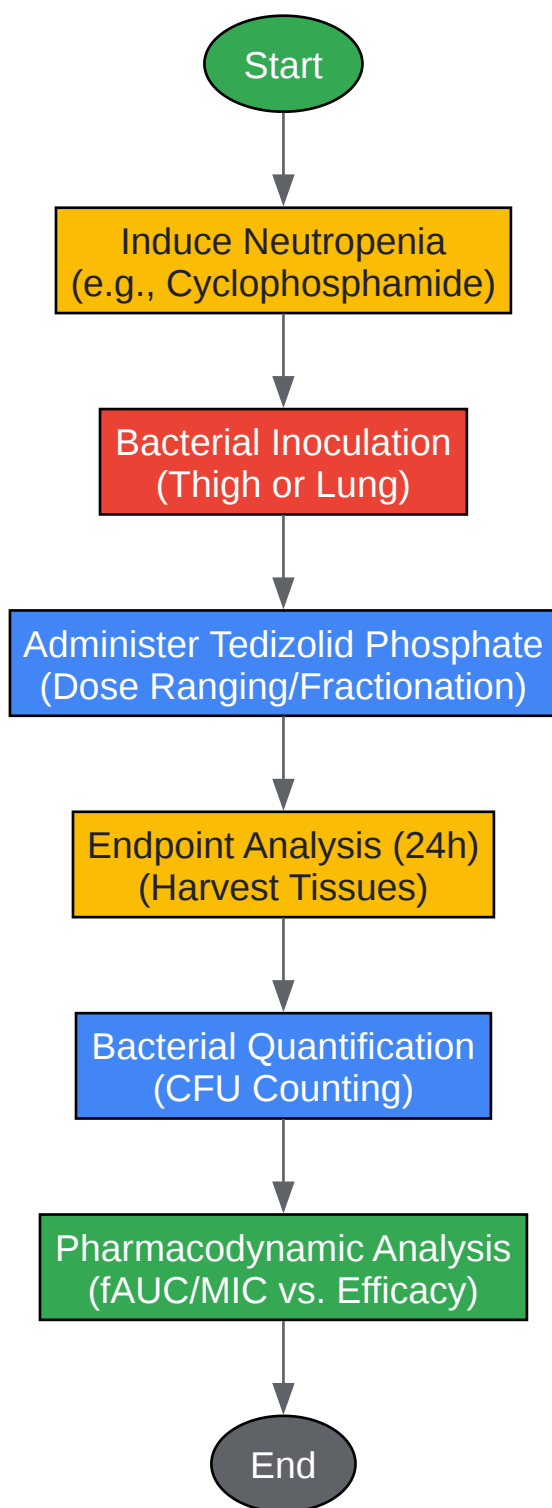 Start
Induce Neutropenia
(e.g., Cyclophosphamide)
Bacterial Inoculation
(Thigh or Lung)
Administer Tedizolid Phosphate
(Dose Ranging/Fractionation)
Endpoint Analysis (24h)
(Harvest Tissues)
Bacterial Quantification
(CFU Counting)
Pharmacodynamic Analysis
(fAUC/MIC vs. Efficacy)
End